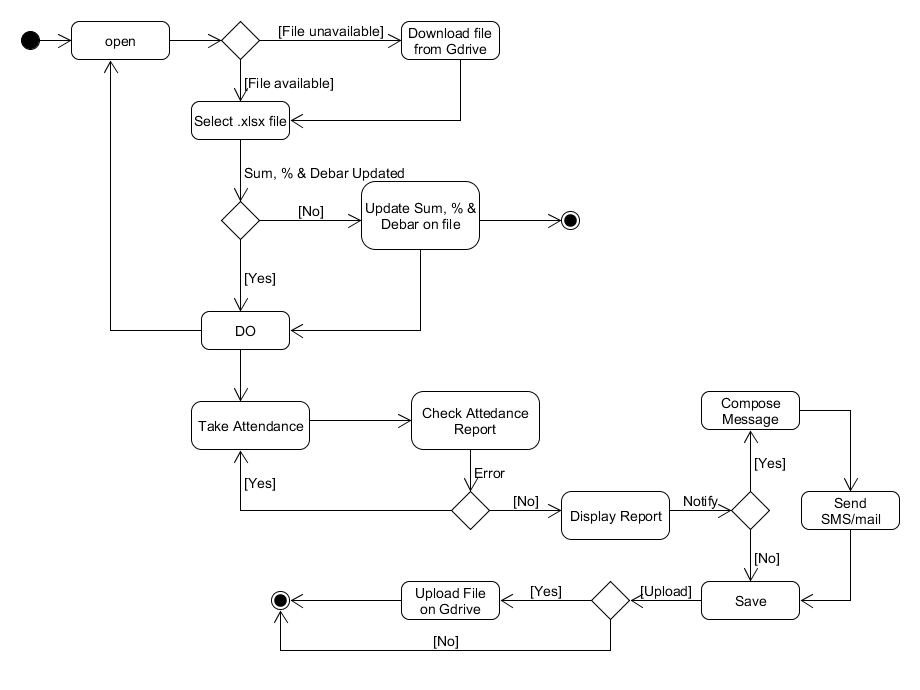 open
[File unavailable]
Download file
from Gdrive
[File available]
Select .xlsx file
Sum, % & Debar Updated
[No]
Update Sum, % &
Debar on file
[Yes]
DO
Take Attendance
Check Attedance
Report
Error
[Yes]
[No]
Display Report
Notify
Compose
Message
[Yes]
Send
SMS/mail
[No]
Save
[Upload]
[Yes]
Upload File
on Gdrive
[No]